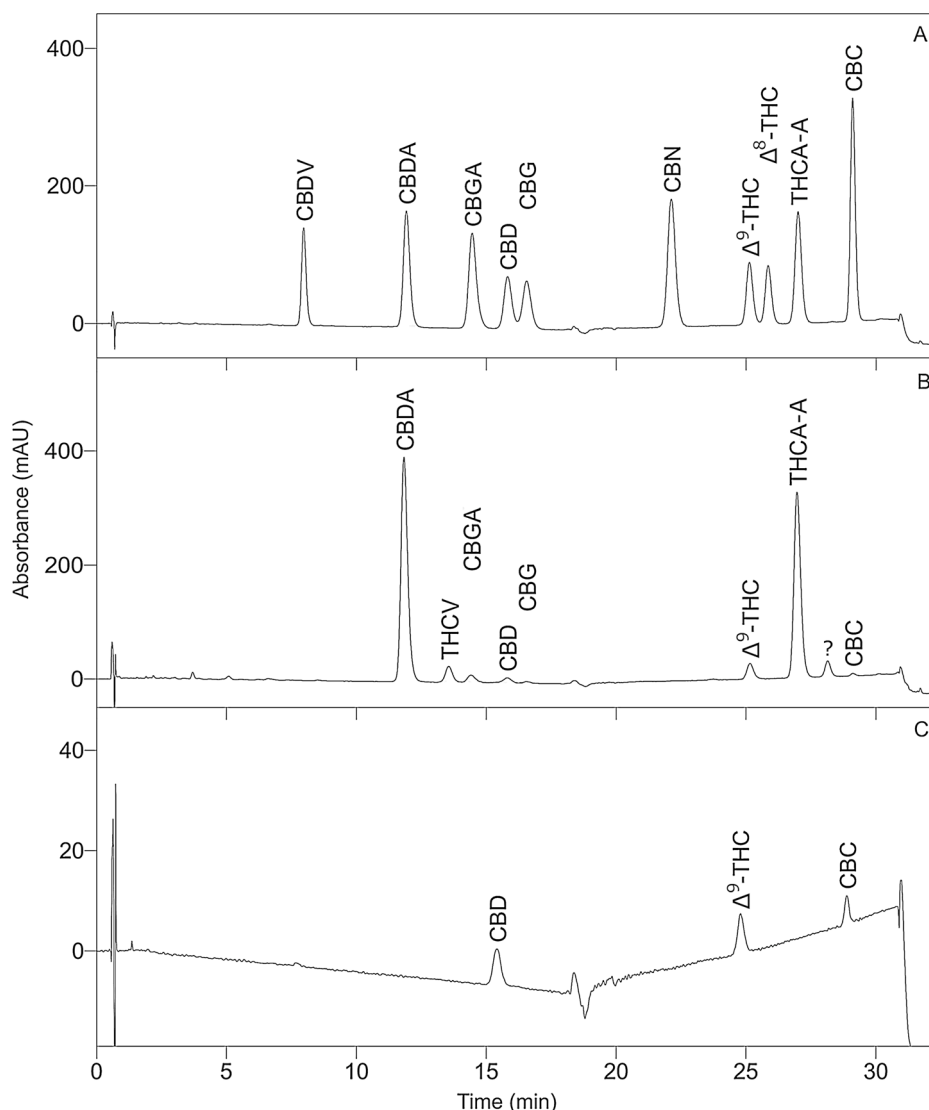 A
400
200
0
CBDV
CBDA
CBGA
CBD
CBG
CBN
Δ⁹-THC
Δ⁸-THC
THCA-A
CBC
B
400
200
0
CBDA
THCV
CBGA
CBD
CBG
Δ⁹-THC
THCA-A
?
CBC
C
40
20
0
CBD
Δ⁹-THC
CBC
Absorbance (mAU)
0 5 10 15 20 25 30
Time (min)